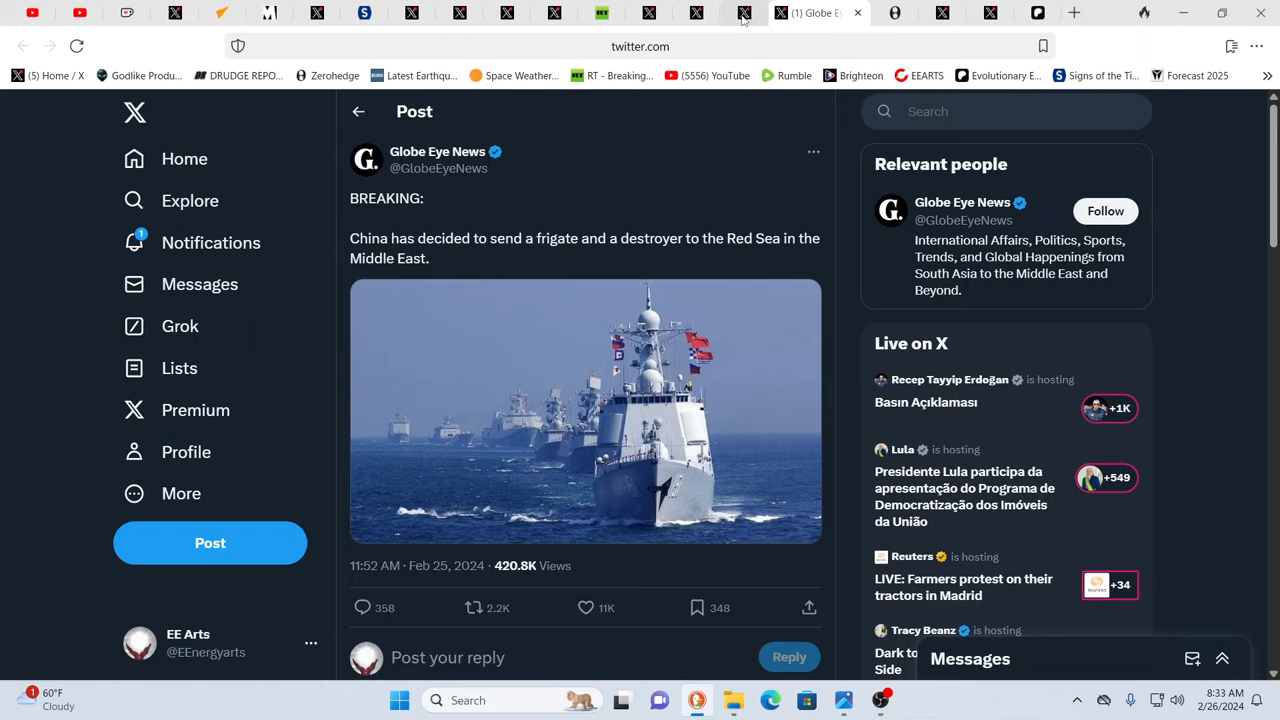 (1) Globe Ey
twitter.com
(5) Home / X
Godlike Produ...
DRUDGE REPO...
Zerohedge
Latest Earthqu...
Space Weather...
RT - Breaking...
(5556) YouTube
Rumble
Brighteon
EEARTS
Evolutionary E...
Signs of the Ti...
Forecast 2025
Home
Explore
1
Notifications
Messages
Grok
Lists
Premium
Profile
More
Post
EE Arts
@EEnergyarts
Post
G.
Globe Eye News
@GlobeEyeNews
BREAKING:
China has decided to send a frigate and a destroyer to the Red Sea in the
Middle East.
11:52 AM · Feb 25, 2024 · 420.8K Views
358
2.2K
11K
348
Post your reply
Reply
Search
Relevant people
G.
Globe Eye News
@GlobeEyeNews
Follow
International Affairs, Politics, Sports,
Trends, and Global Happenings from
South Asia to the Middle East and
Beyond.
Live on X
Recep Tayyip Erdoğan is hosting
Basın Açıklaması
+1K
Lula is hosting
Presidente Lula participa da
apresentação do Programa de
Democratização dos Imóveis
da União
+549
Reuters is hosting
LIVE: Farmers protest on their
tractors in Madrid
+34
Tracy Beanz is hosting
Dark to
Side
Messages
1
60°F
Cloudy
Search
8:33 AM
2/26/2024